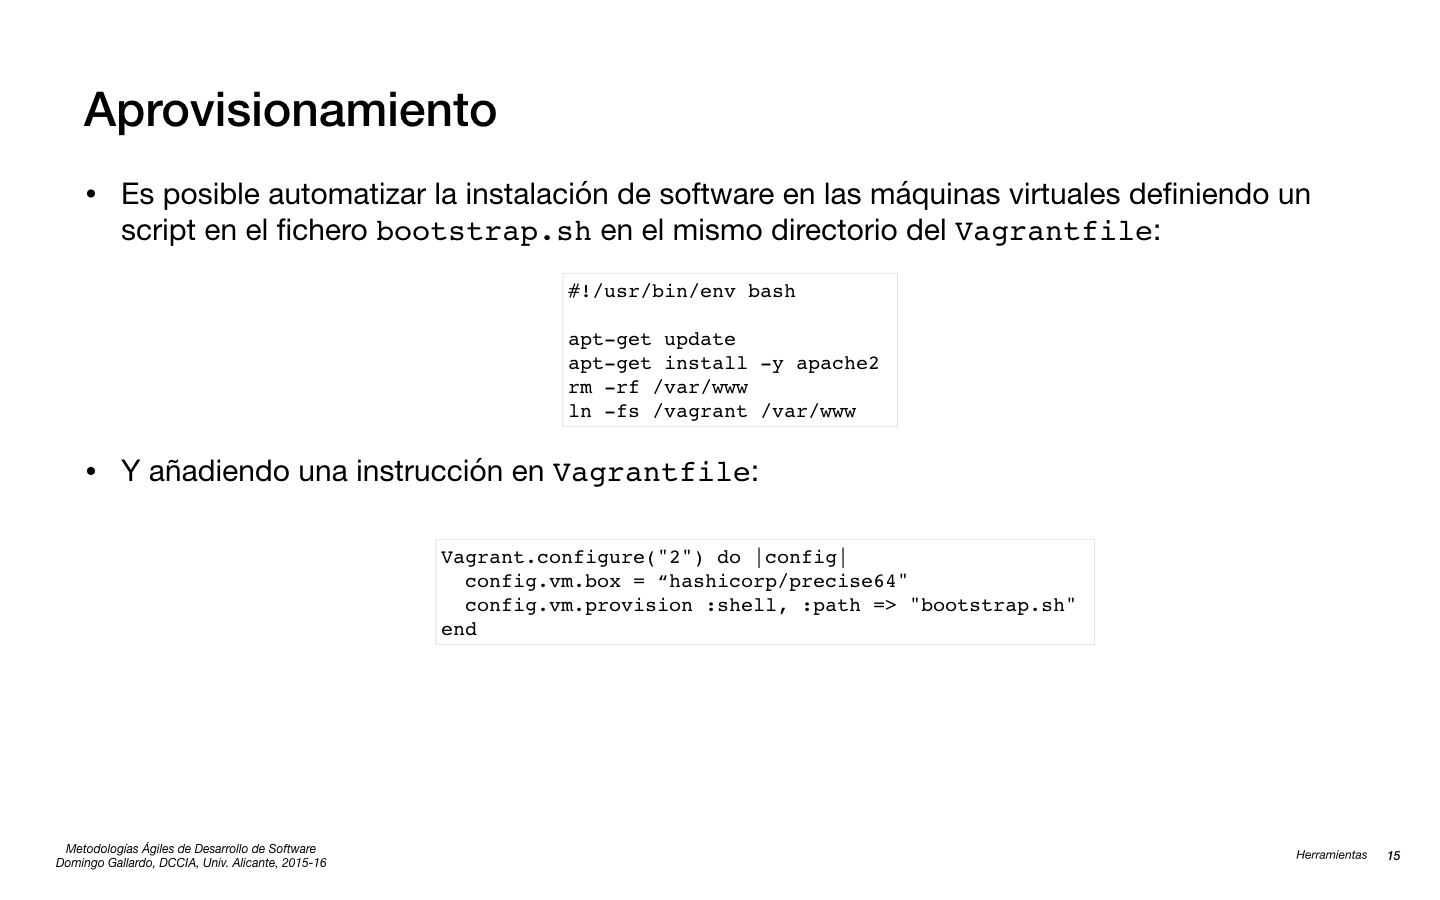 Aprovisionamiento
• Es posible automatizar la instalación de software en las máquinas virtuales definiendo un
script en el fichero bootstrap.sh en el mismo directorio del Vagrantfile:
#!/usr/bin/env bash
apt-get update
apt-get install -y apache2
rm -rf /var/www
ln -fs /vagrant /var/www
• Y añadiendo una instrucción en Vagrantfile:
Vagrant.configure("2") do |config|
  config.vm.box = “hashicorp/precise64"
  config.vm.provision :shell, :path => "bootstrap.sh"
end
Metodologías Ágiles de Desarrollo de Software
Domingo Gallardo, DCCIA, Univ. Alicante, 2015-16
Herramientas 15